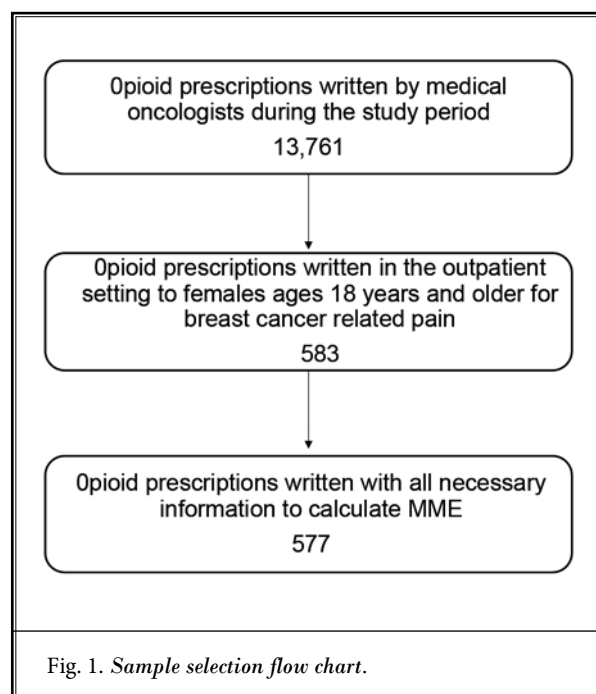 0pioid prescriptions written by medical
oncologists during the study period
13,761
0pioid prescriptions written in the outpatient
setting to females ages 18 years and older for
breast cancer related pain
583
0pioid prescriptions written with all necessary
information to calculate MME
577
Fig. 1. Sample selection flow chart.